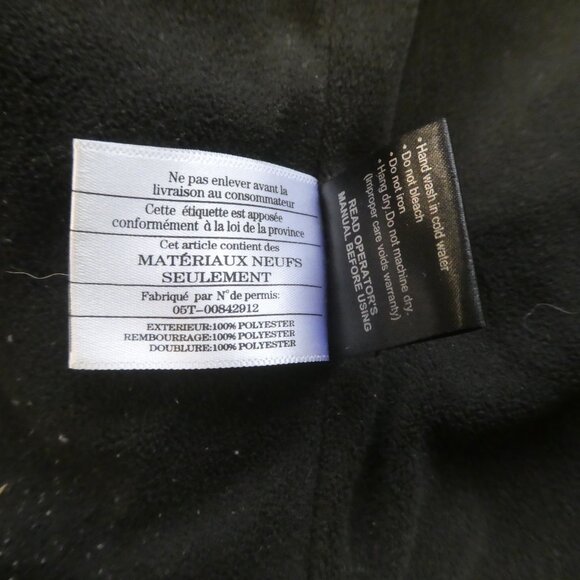 Ne pas enlever avant la
livraison au consommateur
Cette étiquette est apposée
conformément à la loi de la province
Cet article contient des
MATÉRIAUX NEUFS
SEULEMENT
Fabriqué par N° de permis:
05T-00842912
EXTERIEUR:100% POLYESTER
REMBOURRAGE:100% POLYESTER
DOUBLURE:100% POLYESTER
• Hand wash in cold water
• Do not bleach
• Do not iron
• Hang dry.Do not machine dry.
(Improper care voids warranty)
READ OPERATOR'S
MANUAL BEFORE USING